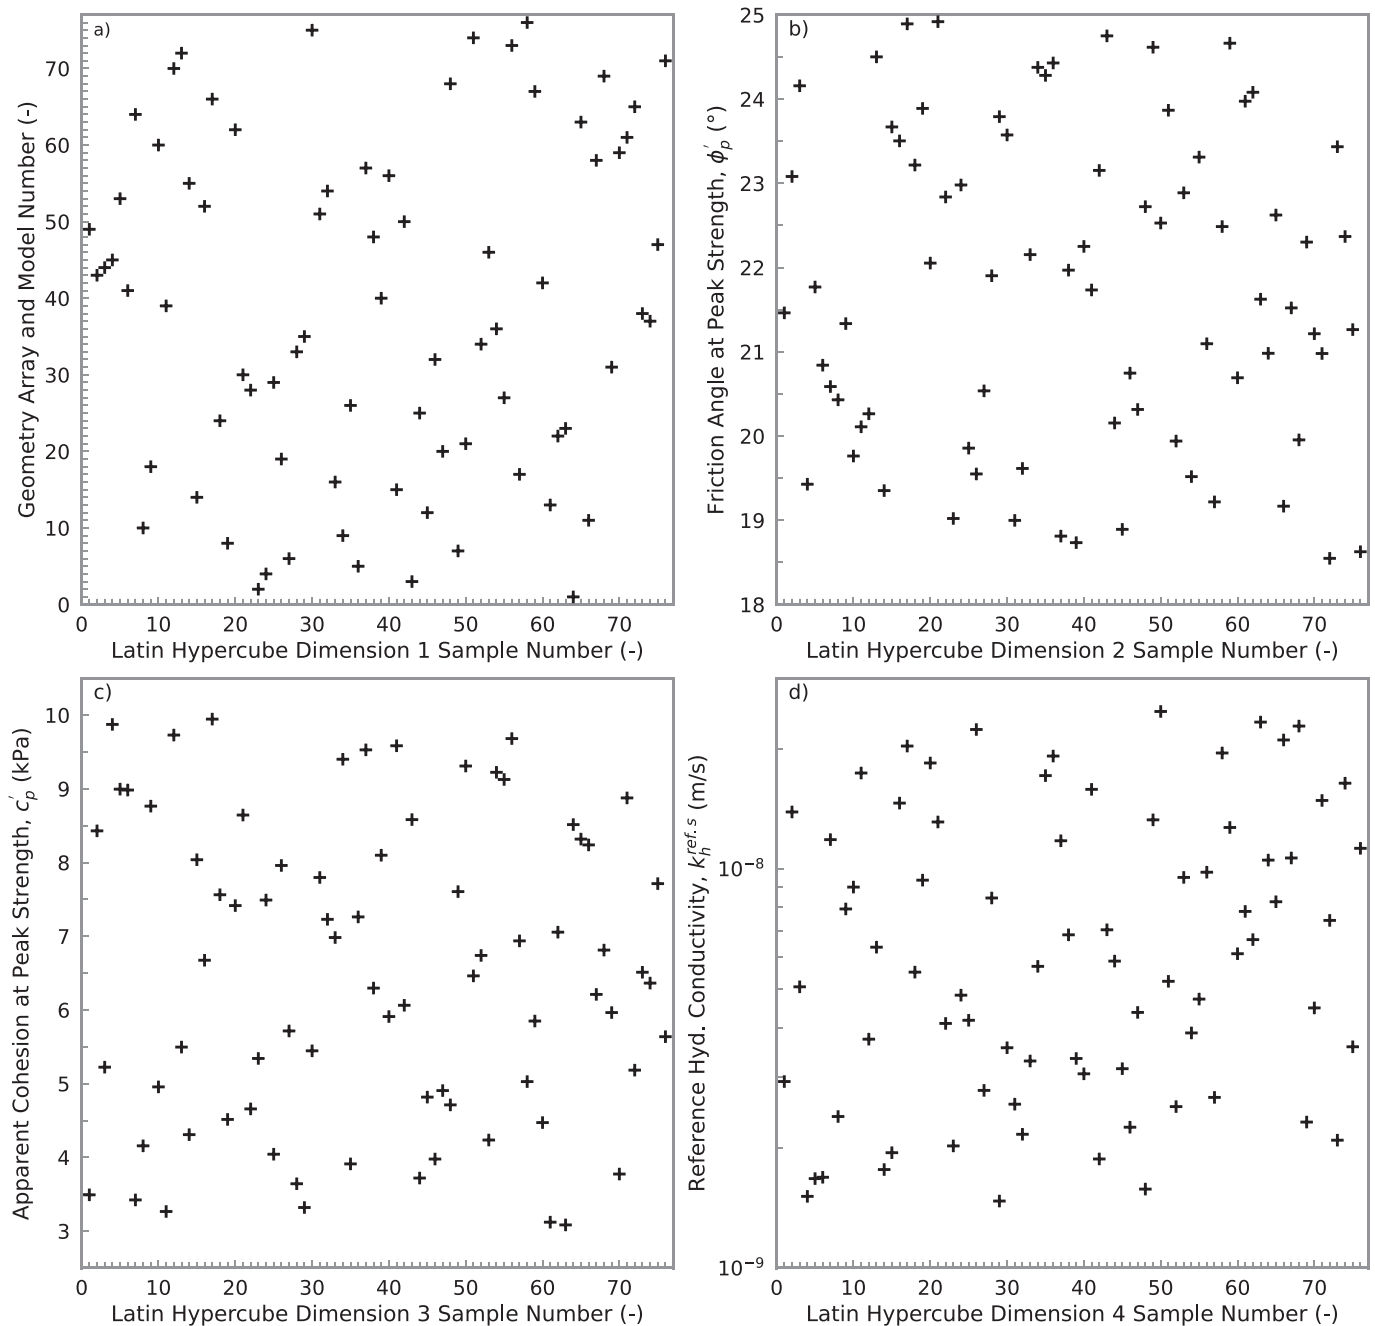 a)
Geometry Array and Model Number (-)
70
60
50
40
30
20
10
0
0 10 20 30 40 50 60 70
Latin Hypercube Dimension 1 Sample Number (-)
b)
Friction Angle at Peak Strength, ϕ′p (°)
25
24
23
22
21
20
19
18
0 10 20 30 40 50 60 70
Latin Hypercube Dimension 2 Sample Number (-)
c)
Apparent Cohesion at Peak Strength, c′p (kPa)
10
9
8
7
6
5
4
3
0 10 20 30 40 50 60 70
Latin Hypercube Dimension 3 Sample Number (-)
d)
Reference Hyd. Conductivity, k_h^{ref. s} (m/s)
10⁻⁸
10⁻⁹
0 10 20 30 40 50 60 70
Latin Hypercube Dimension 4 Sample Number (-)